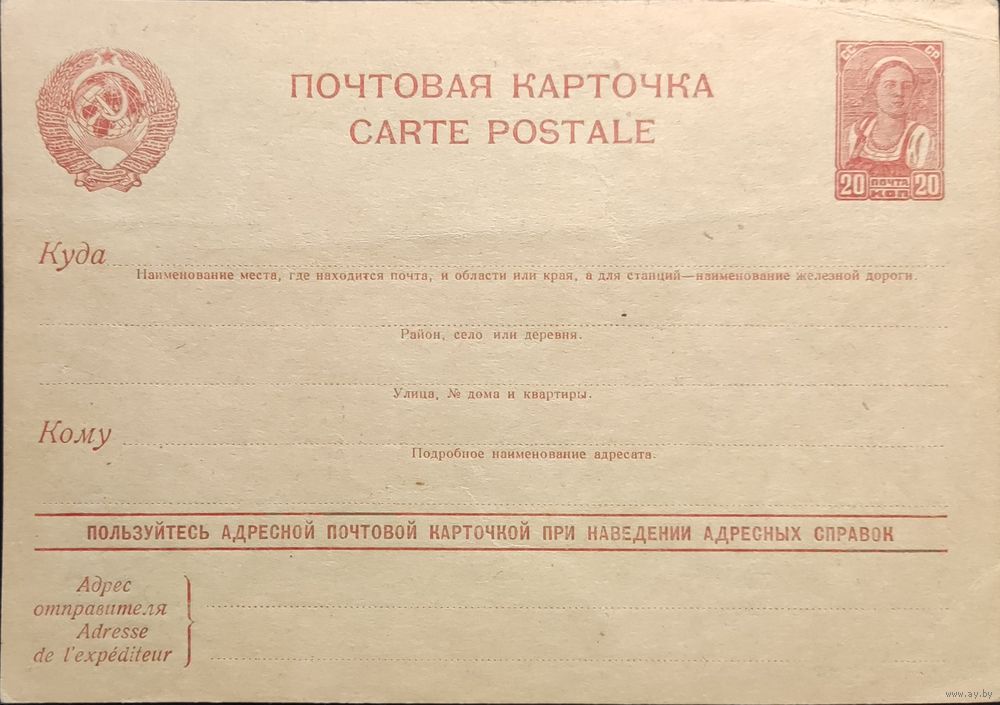 ПОЧТОВАЯ КАРТОЧКА
CARTE POSTALE
СС СР
20 ПОЧТА 20
КОП
Куда
Наименование места, где находится почта, и области или края, а для станций—наименование железной дороги.
Район, село или деревня.
Улица, № дома и квартиры.
Кому
Подробное наименование адресата.
ПОЛЬЗУЙТЕСЬ АДРЕСНОЙ ПОЧТОВОЙ КАРТОЧКОЙ ПРИ НАВЕДЕНИИ АДРЕСНЫХ СПРАВОК
Адрес
отправителя
Adresse
de l'expéditeur
www.ay.by